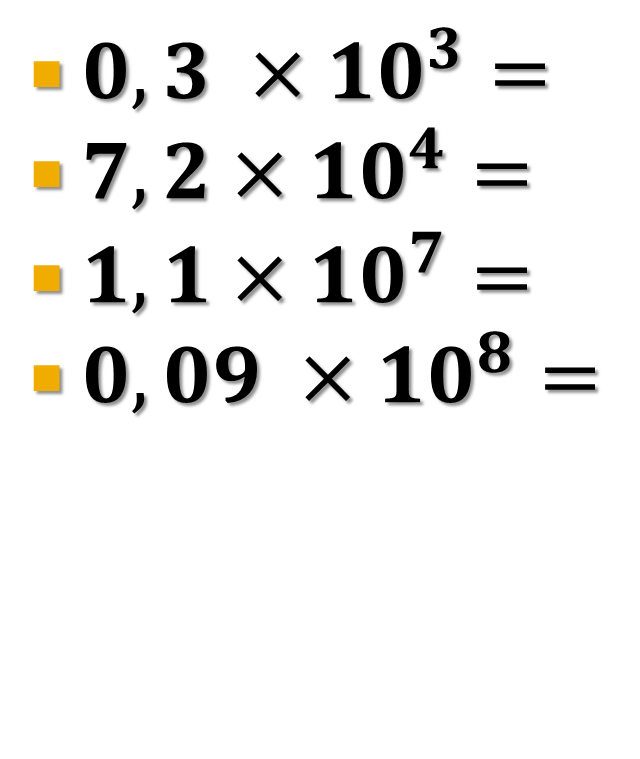 ■ 0,3 × 10³ =
■ 7,2 × 10⁴ =
■ 1,1 × 10⁷ =
■ 0,09 × 10⁸ =